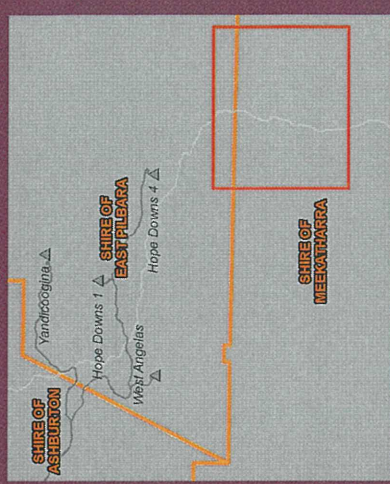 SHIRE OF
ASHBURTON
Yandicoogina
Hope Downs 1
West Angelas
SHIRE OF
EAST PILBARA
Hope Downs 4
SHIRE OF
MEEKATHARRA